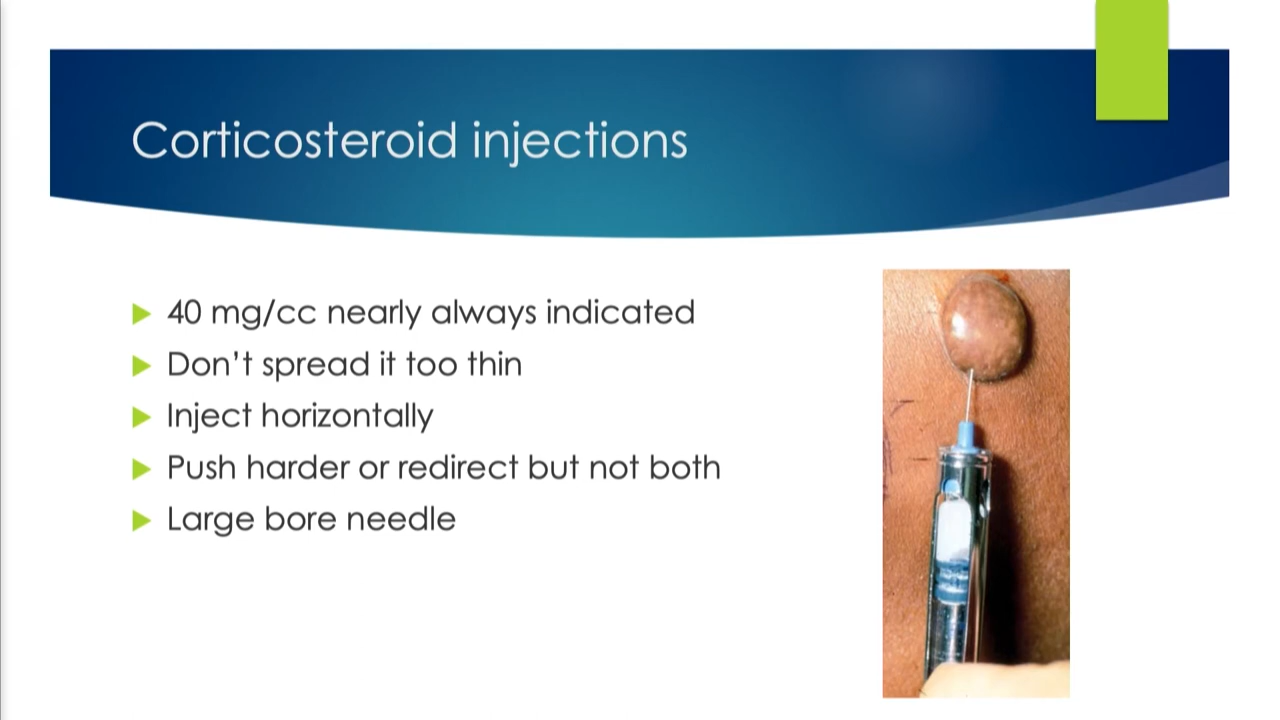 Corticosteroid injections
40 mg/cc nearly always indicated
Don't spread it too thin
Inject horizontally
Push harder or redirect but not both
Large bore needle